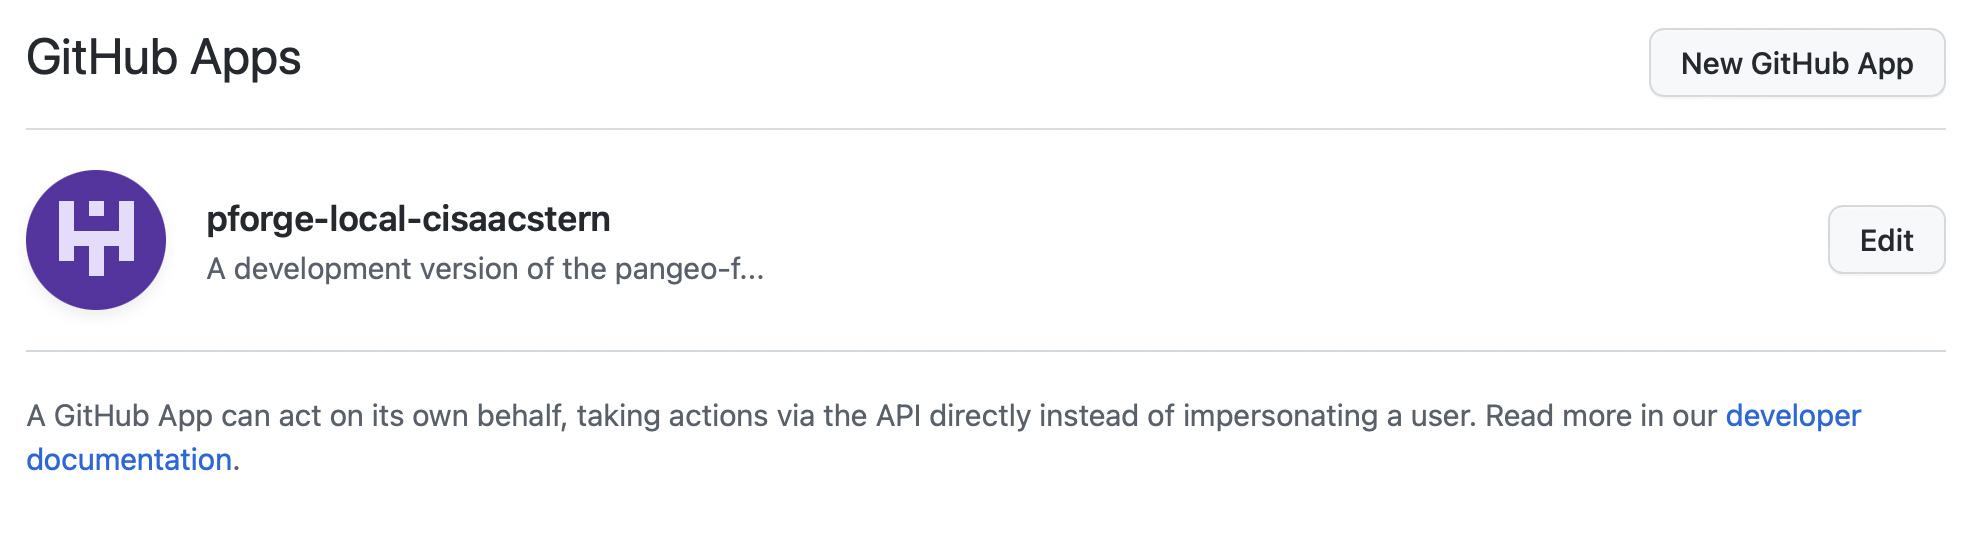 GitHub Apps
New GitHub App
pforge-local-cisaacstern
A development version of the pangeo-f...
Edit
A GitHub App can act on its own behalf, taking actions via the API directly instead of impersonating a user. Read more in our developer
documentation.